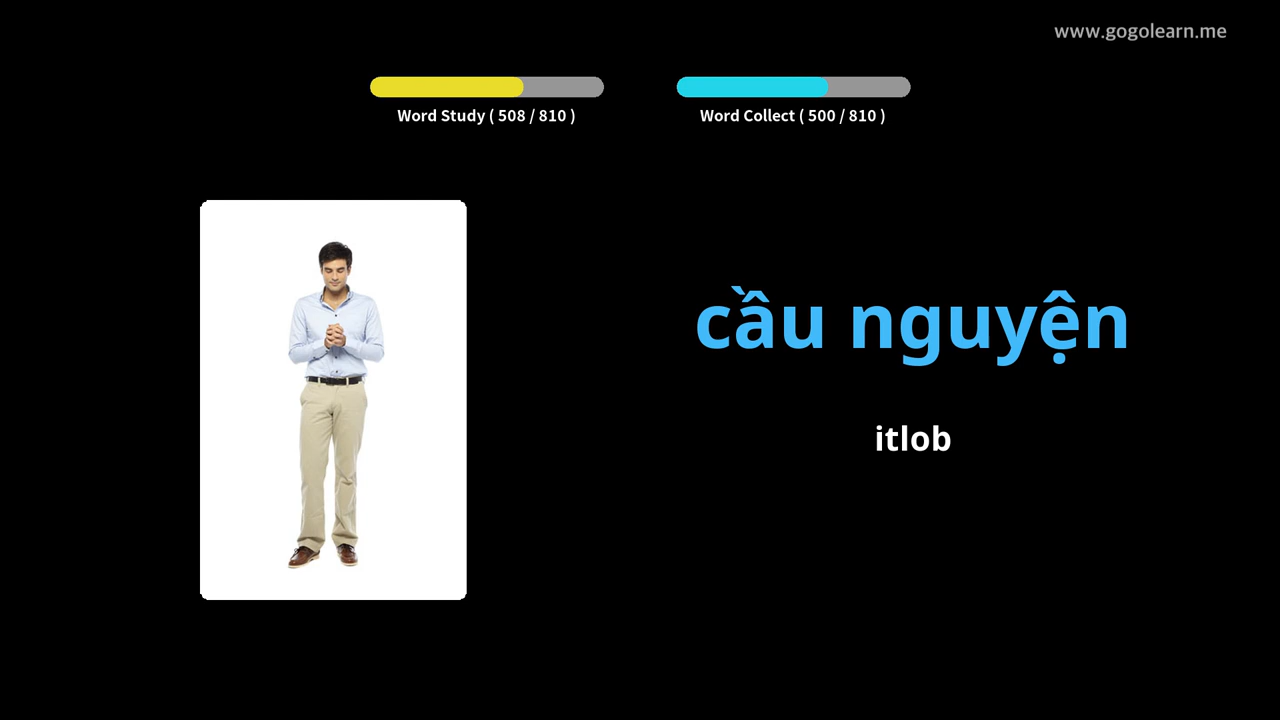 www.gogolearn.me
Word Study ( 508 / 810 )
Word Collect ( 500 / 810 )
cầu nguyện
itlob